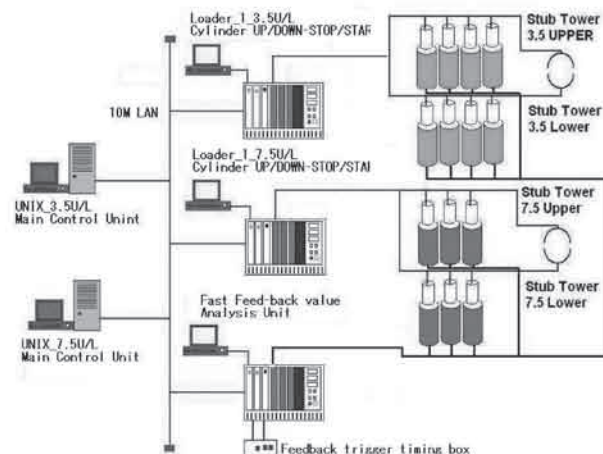 Loader_1_3.5U/L
Cylinder UP/DOWN-STOP/STAR
Stub Tower
3.5 UPPER
10M LAN
Stub Tower
3.5 Lower
Loader_1_7.5U/L
Cylinder UP/DOWN-STOP/STAI
UNIX_3.5U/L
Main Control Unint
Stub Tower
7.5 Upper
Fast Feed-back value
Analysis Unit
Stub Tower
7.5 Lower
UNIX_7.5U/L
Main Control Unit
Feedback trigger timing box